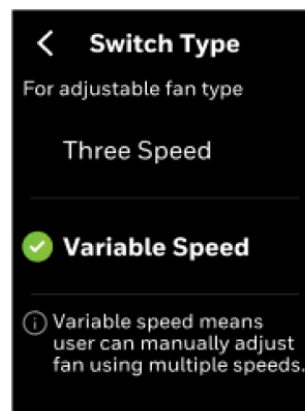 Switch Type
For adjustable fan type
Three Speed
Variable Speed
Variable speed means
user can manually adjust
fan using multiple speeds.